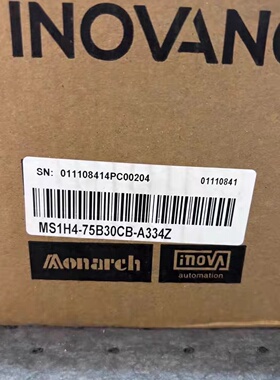 INOVANC
SN: 011108414PC00204 01110841
MS1H4-75B30CB-A334Z
Monarch
inovA
automation